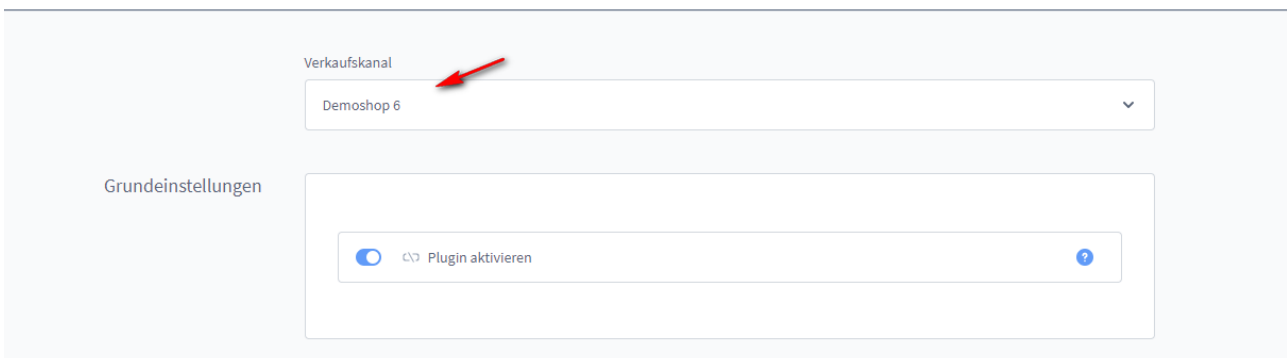 Verkaufskanal
Demoshop 6
Grundeinstellungen
Plugin aktivieren
?